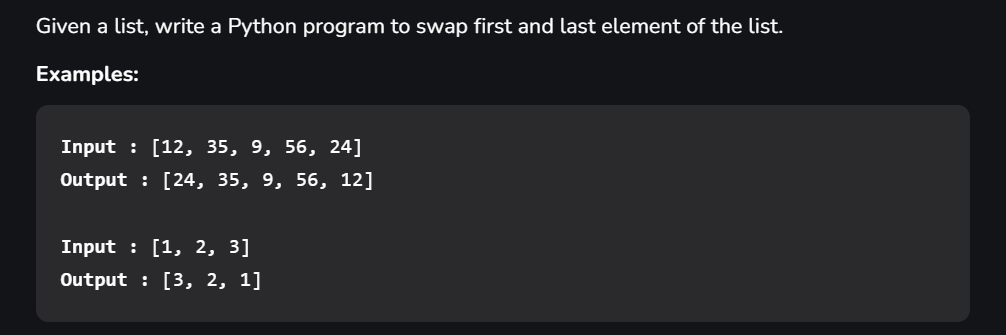 Given a list, write a Python program to swap first and last element of the list.
Examples:
Input : [12, 35, 9, 56, 24]
Output : [24, 35, 9, 56, 12]
Input : [1, 2, 3]
Output : [3, 2, 1]